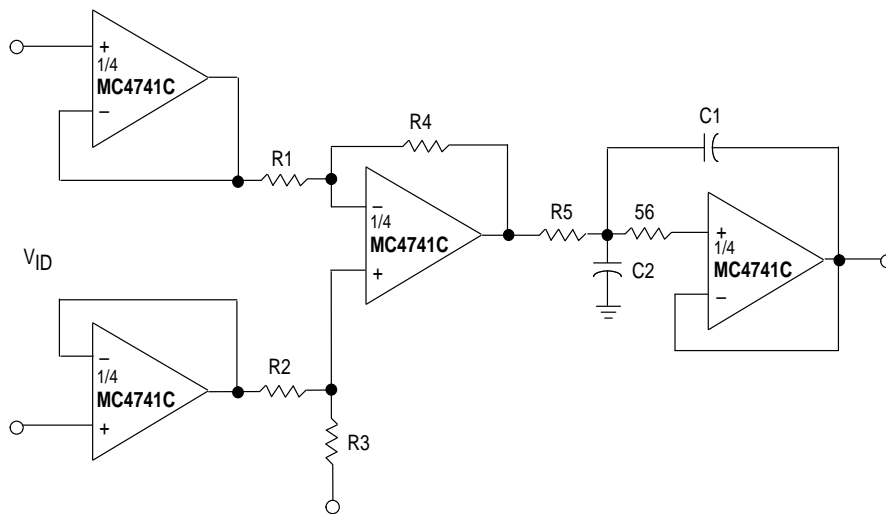 +
1/4
MC4741C
–
R1
R4
–
1/4
MC4741C
+
R5
C1
56
C2
+
1/4
MC4741C
–
VID
–
1/4
MC4741C
+
R2
R3